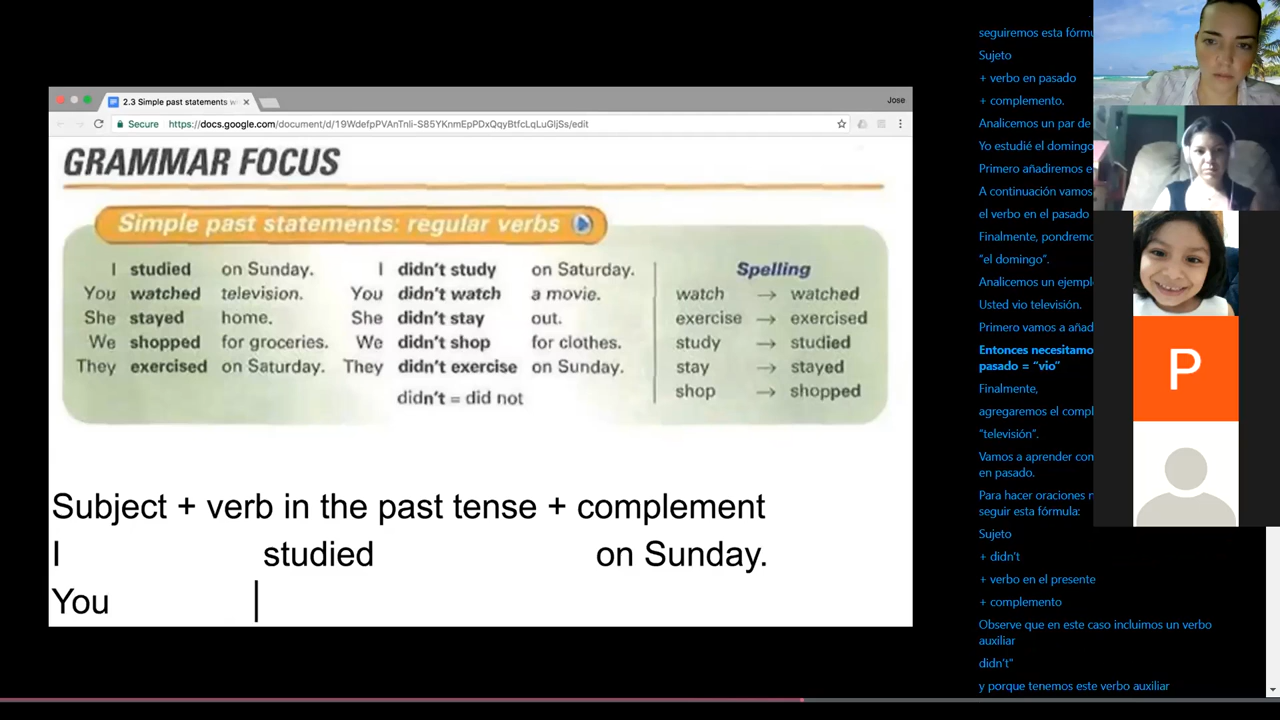 2.3 Simple past statements w
Jose
Secure https://docs.google.com/document/d/19WdefpPVAnTnli-S85YKnmEpPDxQqyBtfcLqLuGljSs/edit
GRAMMAR FOCUS
Simple past statements: regular verbs
I studied on Sunday. I didn't study on Saturday. Spelling
You watched television. You didn't watch a movie. watch → watched
She stayed home. She didn't stay out. exercise → exercised
We shopped for groceries. We didn't shop for clothes. study → studied
They exercised on Saturday. They didn't exercise on Sunday. stay → stayed
didn't = did not shop → shopped
Subject + verb in the past tense + complement
I studied on Sunday.
You
seguiremos esta fórmu
Sujeto
+ verbo en pasado
+ complemento.
Analicemos un par de
Yo estudié el domingo
Primero añadiremos e
A continuación vamos
el verbo en el pasado
Finalmente, pondremo
"el domingo".
Analicemos un ejempl
Usted vio televisión.
Primero vamos a añad
Entonces necesitamo
pasado = "vio"
Finalmente,
agregaremos el compl
"televisión".
Vamos a aprender com
en pasado.
Para hacer oraciones n
seguir esta fórmula:
Sujeto
+ didn't
+ verbo en el presente
+ complemento
Observe que en este caso incluimos un verbo
auxiliar
didn't"
y porque tenemos este verbo auxiliar
P